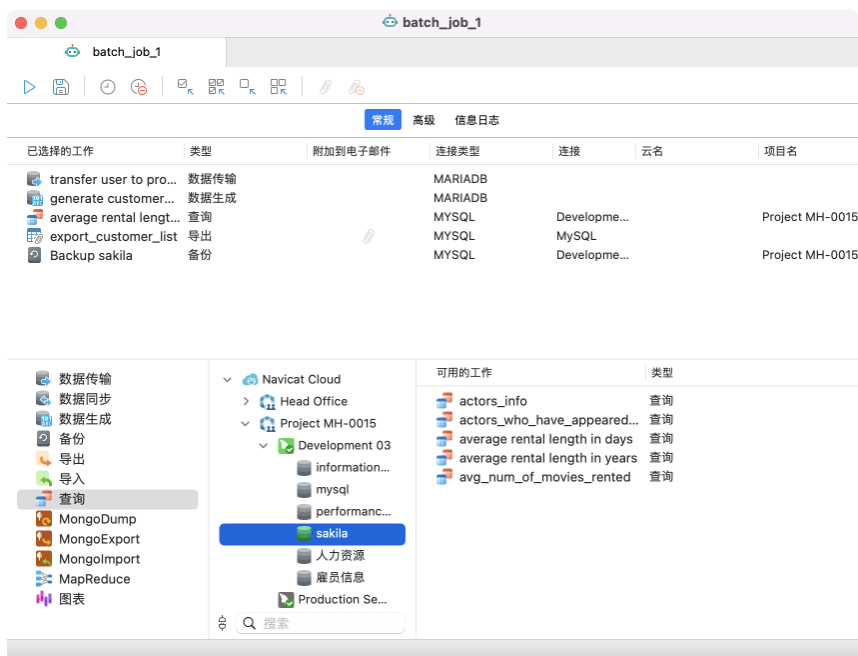 batch_job_1
batch_job_1
常规 高级 信息日志
已选择的工作 类型 附加到电子邮件 连接类型 连接 云名 项目名
transfer user to pro... 数据传输 MARIADB
generate customer... 数据生成 MARIADB
average rental lengt... 查询 MYSQL Developme... Project MH-0015
export_customer_list 导出 MYSQL MySQL
Backup sakila 备份 MYSQL Developme... Project MH-0015
数据传输
数据同步
数据生成
备份
导出
导入
查询
MongoDump
MongoExport
MongoImport
MapReduce
图表
Navicat Cloud
Head Office
Project MH-0015
Development 03
information...
mysql
performanc...
sakila
人力资源
雇员信息
Production Se...
搜索
可用的工作 类型
actors_info 查询
actors_who_have_appeared... 查询
average rental length in days 查询
average rental length in years 查询
avg_num_of_movies_rented 查询